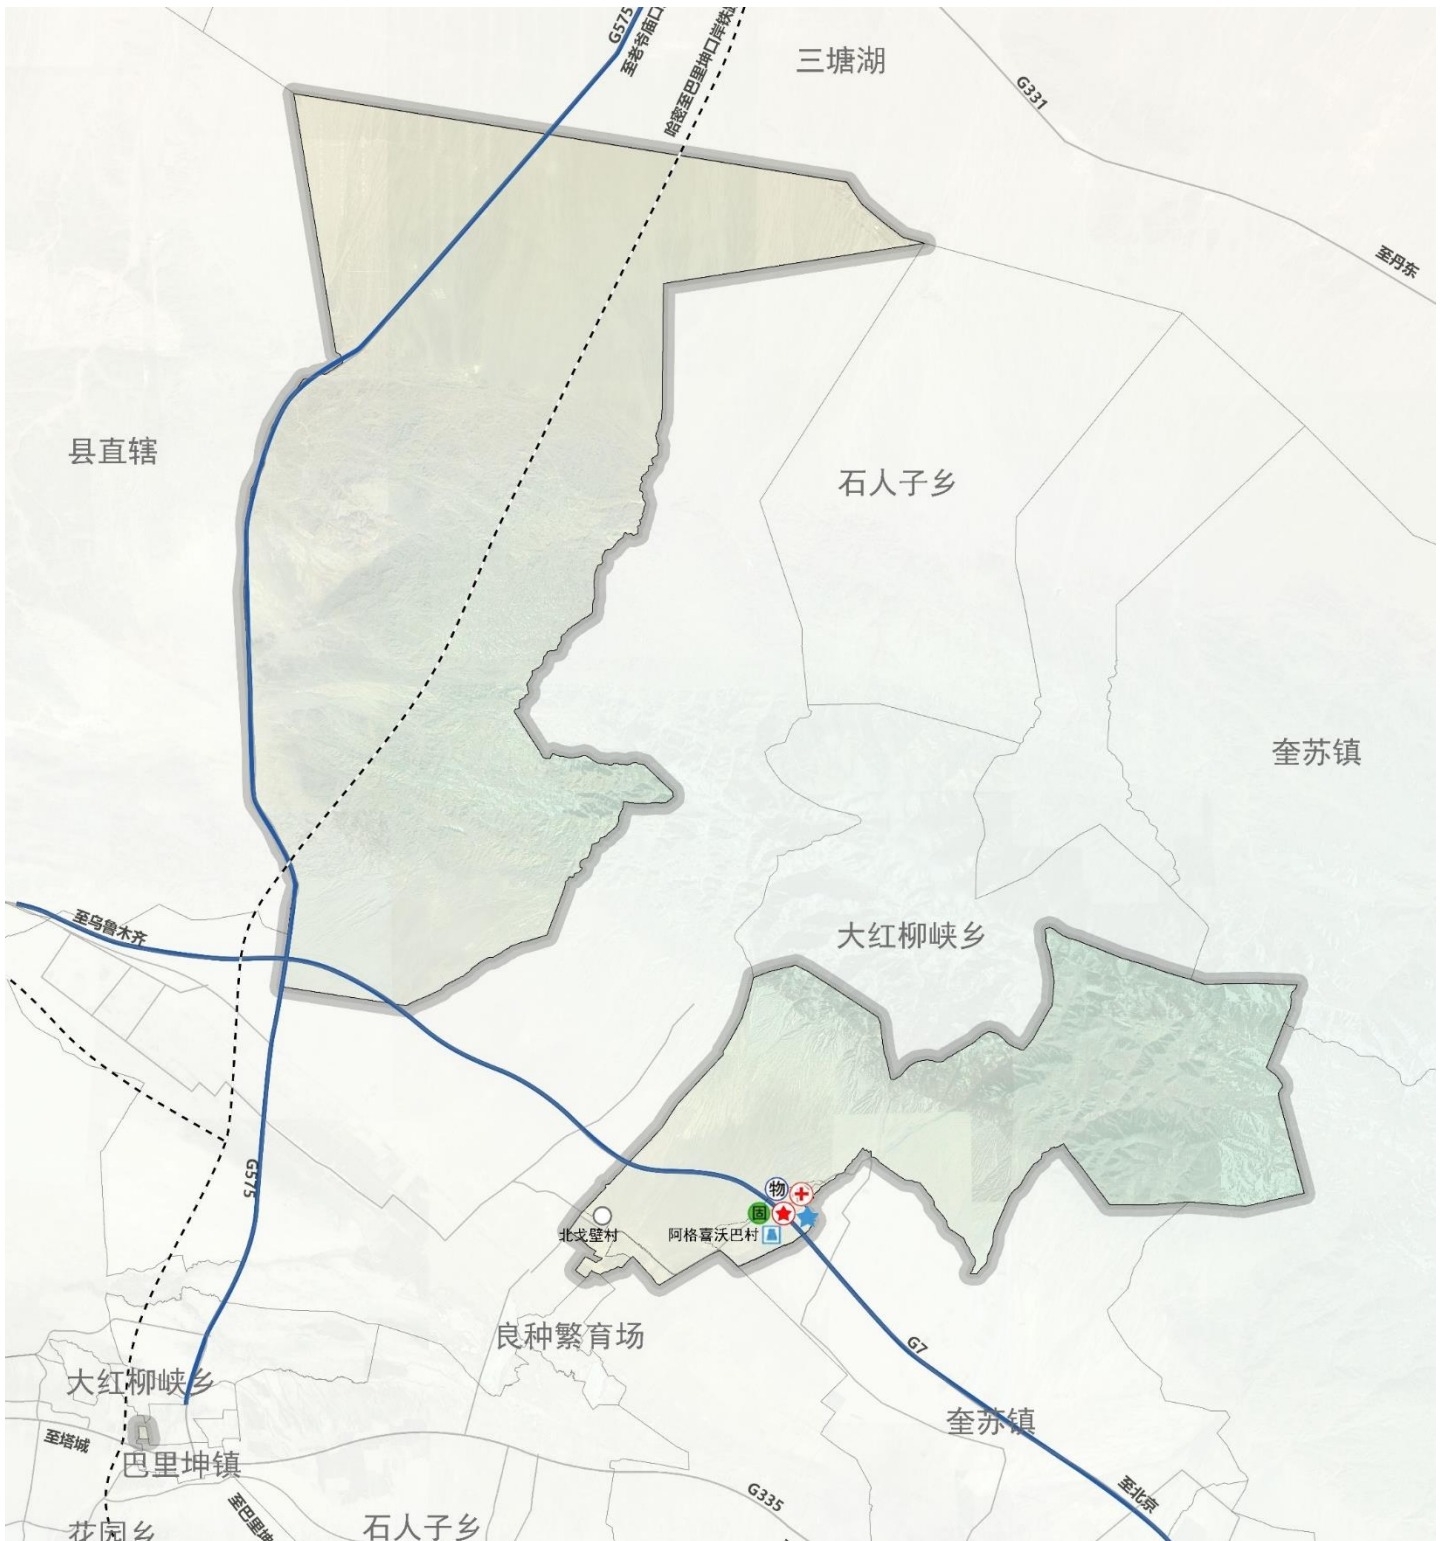 G575
至老爷庙口
哈密至巴里坤口岸铁路
三塘湖
G331
至丹东
县直辖
石人子乡
奎苏镇
至乌鲁木齐
大红柳峡乡
G575
物
固
北戈壁村
阿格喜沃巴村
良种繁育场
G7
大红柳峡乡
奎苏镇
至塔城
巴里坤镇
至北京
G335
至巴里坤
石人子乡
花园乡